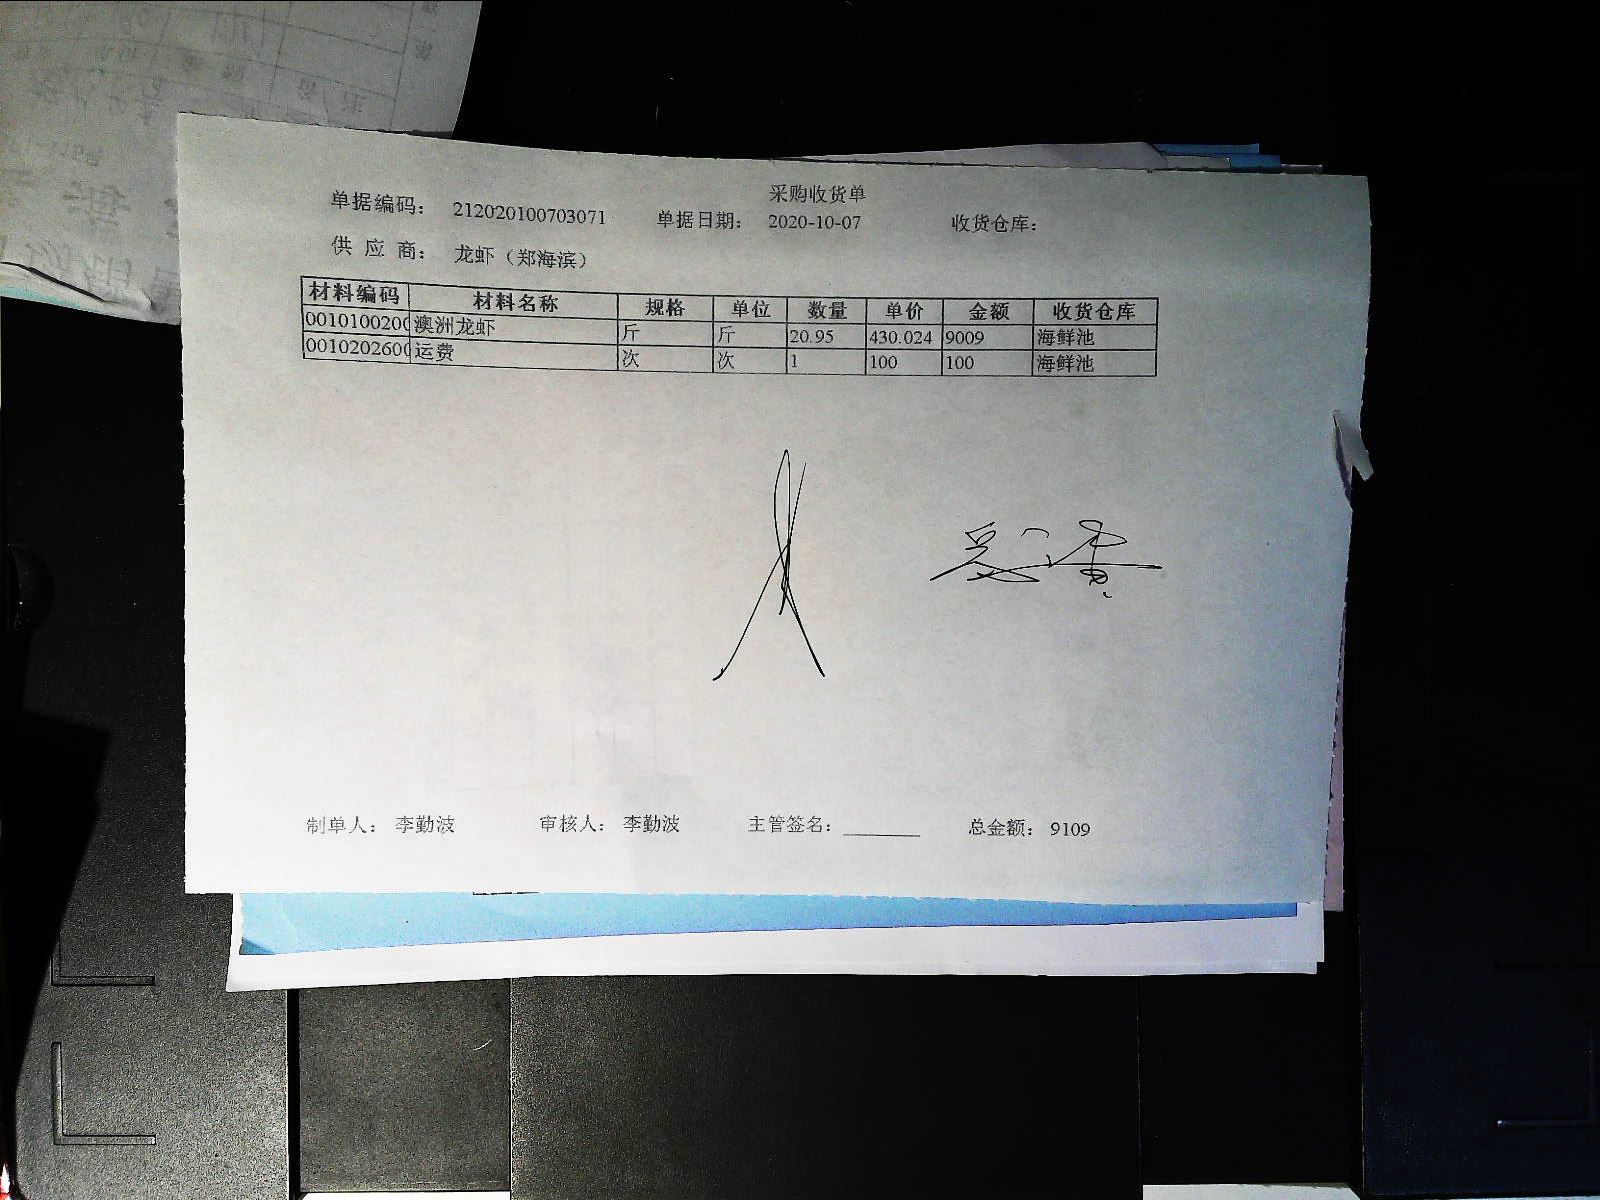 采购收货单
单据编码： 212020100703071 单据日期： 2020-10-07 收货仓库：
供 应 商： 龙虾（郑海滨）
材料编码 材料名称 规格 单位 数量 单价 金额 收货仓库
0010100200 澳洲龙虾 斤 斤 20.95 430.024 9009 海鲜池
0010202600 运费 次 次 1 100 100 海鲜池
制单人： 李勤波 审核人： 李勤波 主管签名： 总金额： 9109